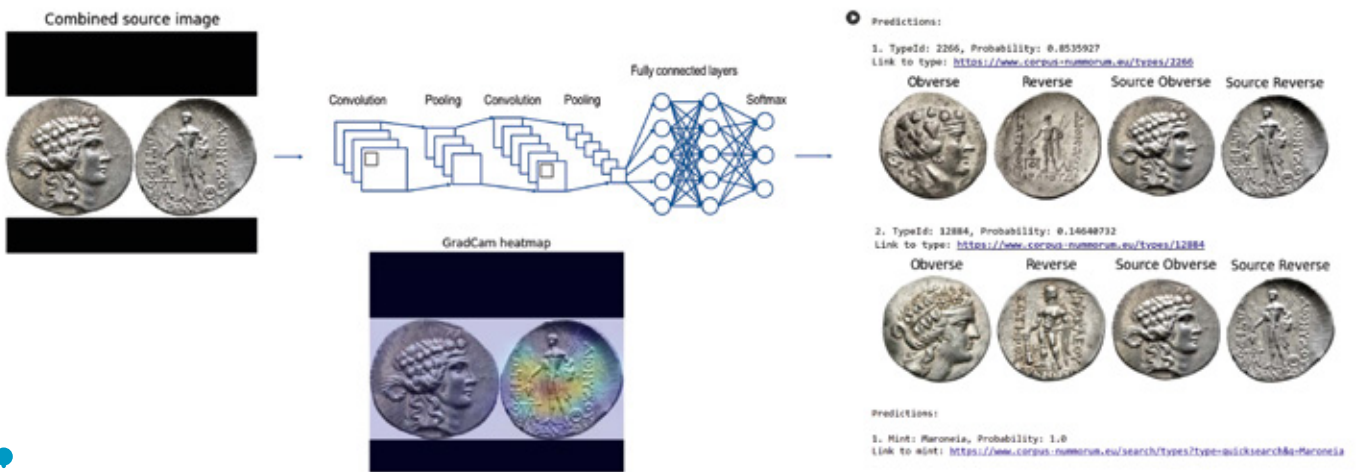 Combined source image
Convolution
Pooling
Convolution
Pooling
Fully connected layers
Softmax
GradCam heatmap
Predictions:
1. TypeId: 2266, Probability: 0.8535927
Link to type: https://www.corpus-nummorum.eu/types/2266
Obverse Reverse Source Obverse Source Reverse
2. TypeId: 12884, Probability: 0.14640732
Link to type: https://www.corpus-nummorum.eu/types/12884
Obverse Reverse Source Obverse Source Reverse
Predictions:
1. Mint: Maroneia, Probability: 1.0
Link to mint: https://www.corpus-nummorum.eu/search/types?type=quicksearch&q=Maroneia